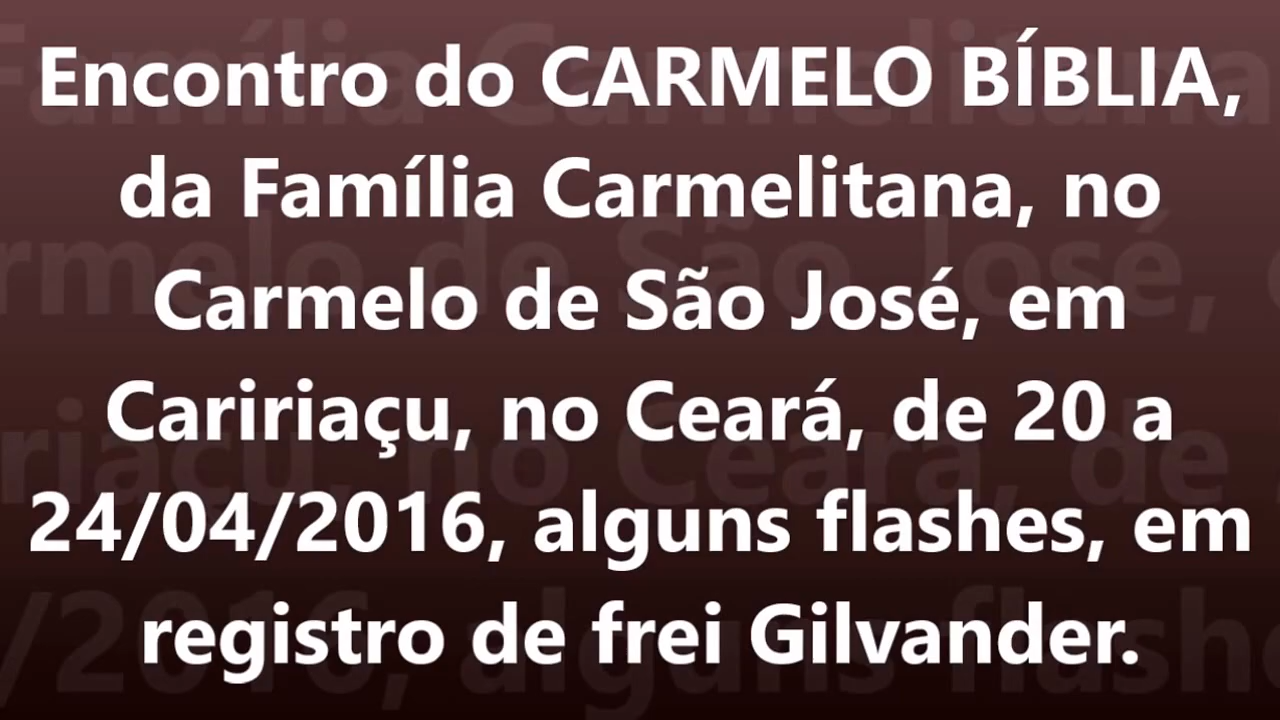 Encontro do CARMELO BÍBLIA,
da Família Carmelitana, no
Carmelo de São José, em
Caririaçu, no Ceará, de 20 a
24/04/2016, alguns flashes, em
registro de frei Gilvander.